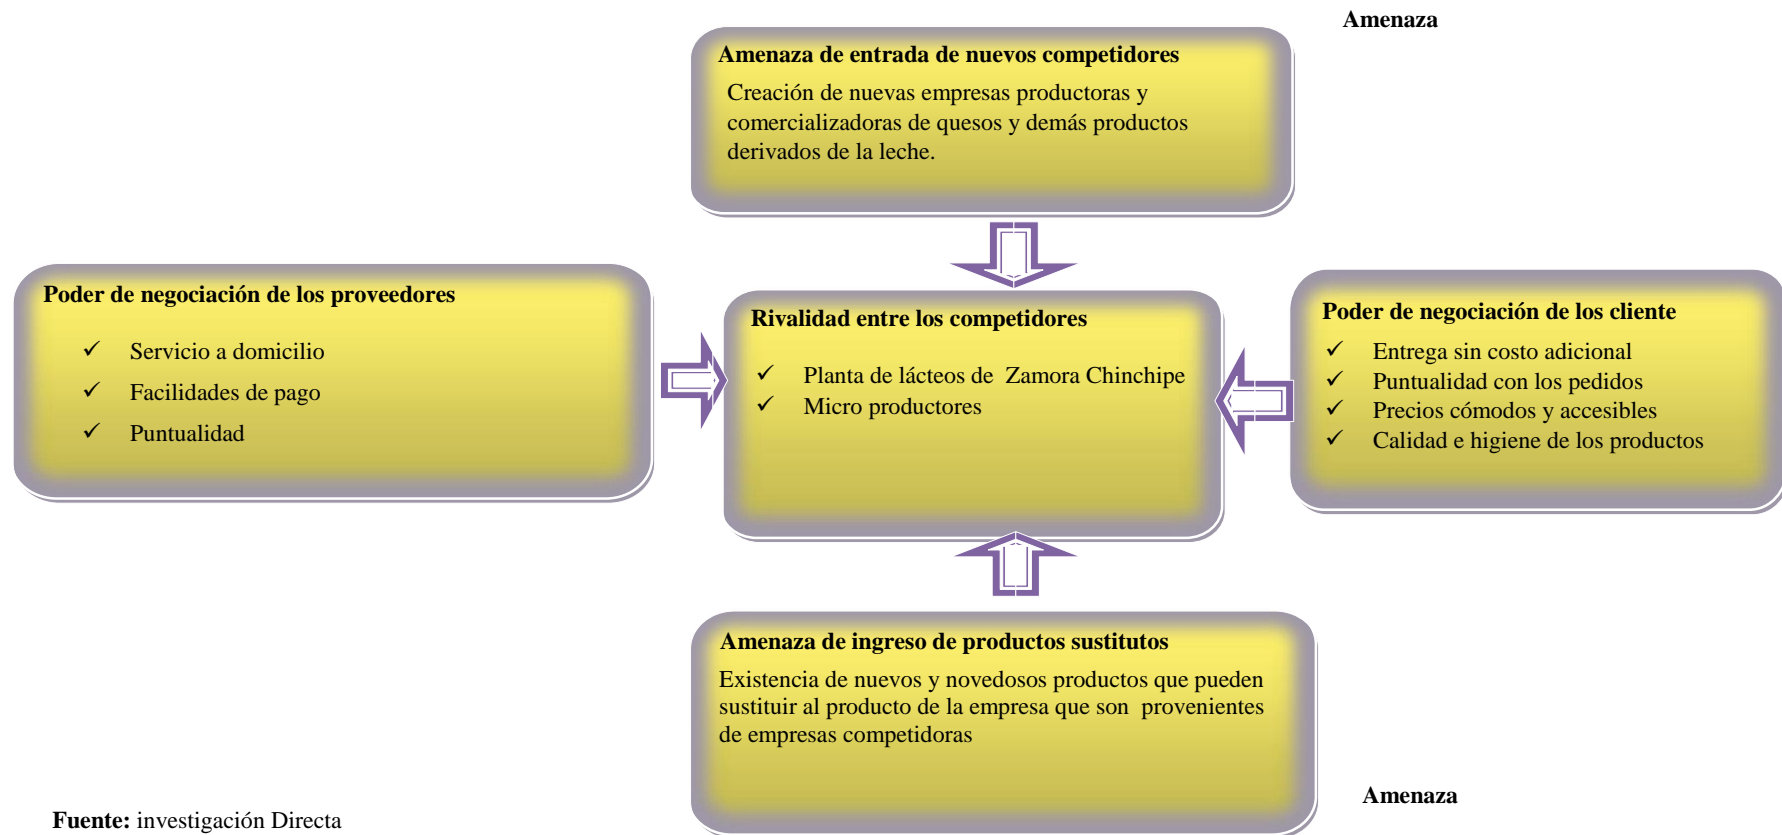 Amenaza
Amenaza de entrada de nuevos competidores
Creación de nuevas empresas productoras y
comercializadoras de quesos y demás productos
derivados de la leche.
Poder de negociación de los proveedores
✓ Servicio a domicilio
✓ Facilidades de pago
✓ Puntualidad
Rivalidad entre los competidores
✓ Planta de lácteos de Zamora Chinchipe
✓ Micro productores
Poder de negociación de los cliente
✓ Entrega sin costo adicional
✓ Puntualidad con los pedidos
✓ Precios cómodos y accesibles
✓ Calidad e higiene de los productos
Amenaza de ingreso de productos sustitutos
Existencia de nuevos y novedosos productos que pueden
sustituir al producto de la empresa que son provenientes
de empresas competidoras
Amenaza
Fuente: investigación Directa